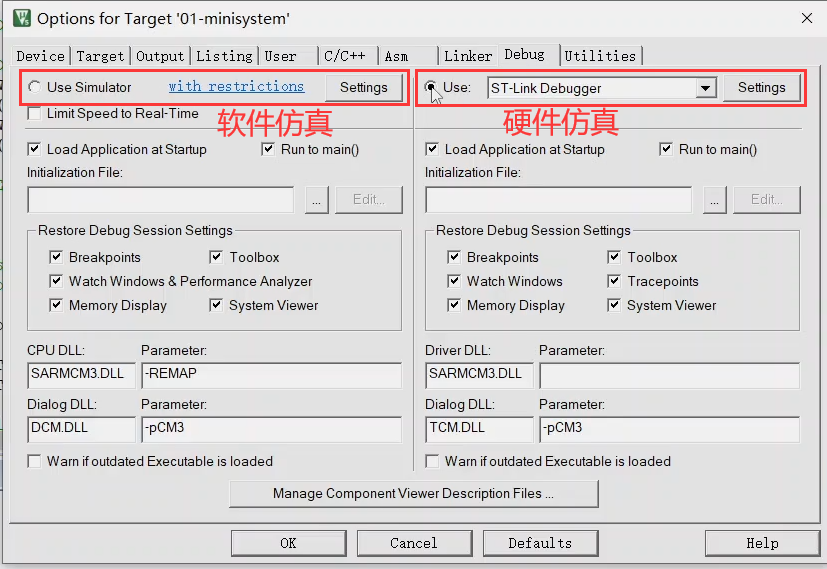 Options for Target '01-minisystem'
Device Target Output Listing User C/C++ Asm Linker Debug Utilities
Use Simulator with restrictions Settings
Use: ST-Link Debugger Settings
Limit Speed to Real-Time
软件仿真
硬件仿真
Load Application at Startup Run to main()
Initialization File:
... Edit...
Restore Debug Session Settings
Breakpoints Toolbox
Watch Windows & Performance Analyzer
Memory Display System Viewer
CPU DLL: Parameter:
SARMCM3.DLL -REMAP
Dialog DLL: Parameter:
DCM.DLL -pCM3
Warn if outdated Executable is loaded
Load Application at Startup Run to main()
Initialization File:
... Edit...
Restore Debug Session Settings
Breakpoints Toolbox
Watch Windows Tracepoints
Memory Display System Viewer
Driver DLL: Parameter:
SARMCM3.DLL
Dialog DLL: Parameter:
TCM.DLL -pCM3
Warn if outdated Executable is loaded
Manage Component Viewer Description Files ...
OK Cancel Defaults Help